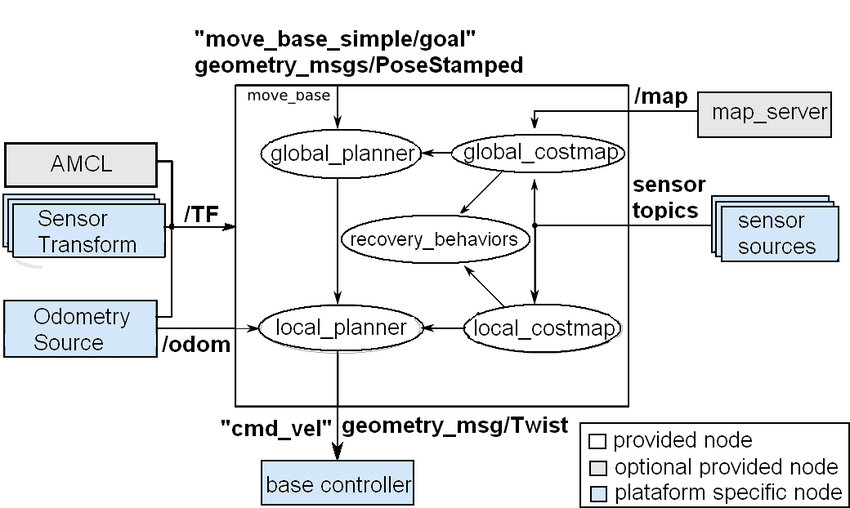 "move_base_simple/goal"
geometry_msgs/PoseStamped
move_base
/map
map_server
global_planner
global_costmap
AMCL
sensor
topics
/TF
Sensor
Transform
sensor
sources
recovery_behaviors
Odometry
Source
local_planner
local_costmap
/odom
"cmd_vel"
geometry_msg/Twist
provided node
optional provided node
plataform specific node
base controller